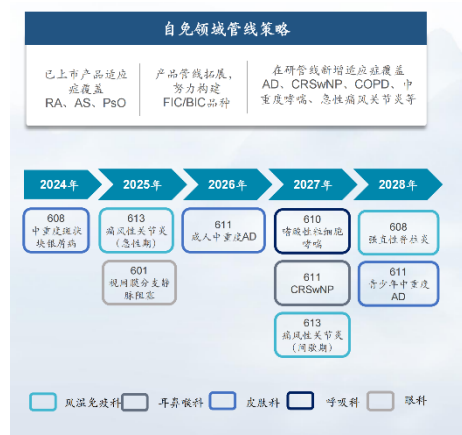 自免领域管线策略
已上市产品适应
症覆盖
RA、AS、PsO
产品管线拓展，
努力构建
FIC/BIC品种
在研管线新增适应症覆盖
AD、CRSwNP、COPD、中
重度哮喘、急性痛风关节炎等
2024年
2025年
2026年
2027年
2028年
608
中重度斑状
块银屑病
613
痛风性关节炎
(急性期)
611
成人中重度AD
610
嗜酸性粒细胞
哮喘
608
强直性脊柱炎
601
视网膜分支静
脉阻塞
611
CRSwNP
611
青少年中重度
AD
613
痛风性关节炎
(间歇期)
风湿免疫科
耳鼻喉科
皮肤科
呼吸科
眼科